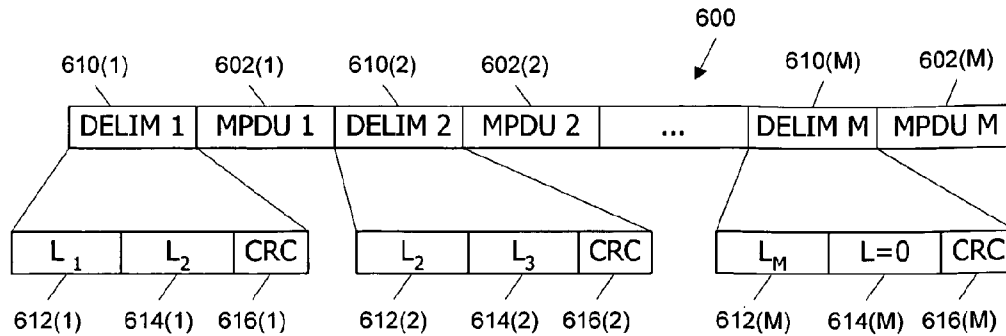 600
610(1) 602(1) 610(2) 602(2) 610(M) 602(M)
DELIM 1 MPDU 1 DELIM 2 MPDU 2 ... DELIM M MPDU M
L1 L2 CRC L2 L3 CRC LM L=0 CRC
612(1) 614(1) 616(1) 612(2) 614(2) 616(2) 612(M) 614(M) 616(M)